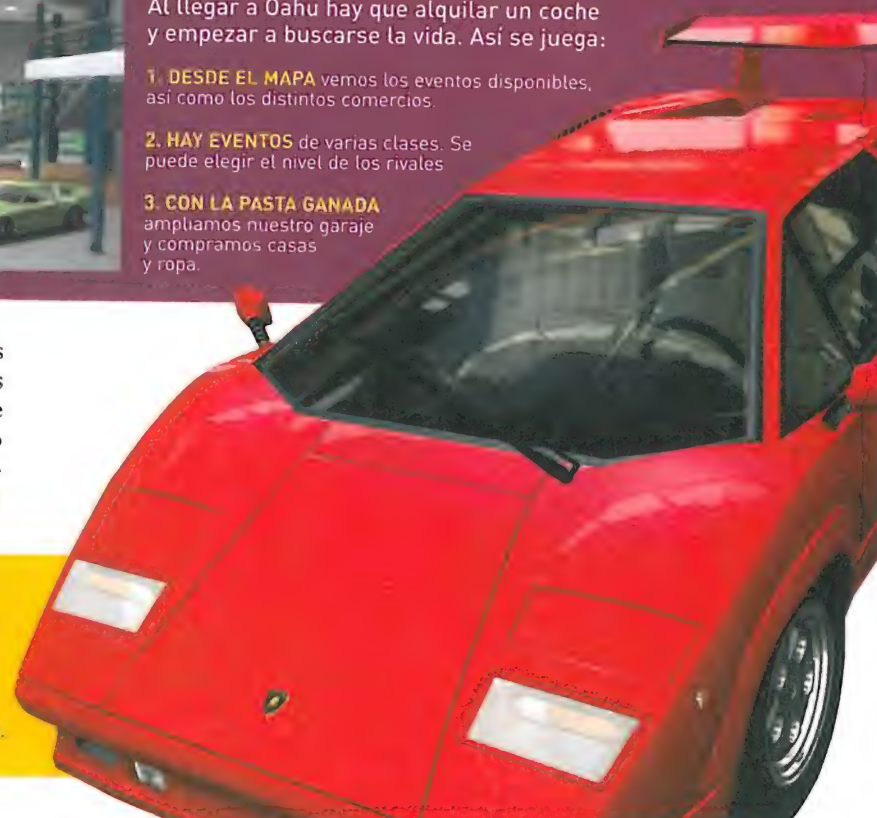 Al llegar a Oahu hay que alquilar un coche
y empezar a buscarse la vida. Así se juega:
1. DESDE EL MAPA vemos los eventos disponibles,
así como los distintos comercios.
2. HAY EVENTOS de varias clases. Se
puede elegir el nivel de los rivales
3. CON LA PASTA GANADA
ampliamos nuestro garaje
y compramos casas
y ropa.